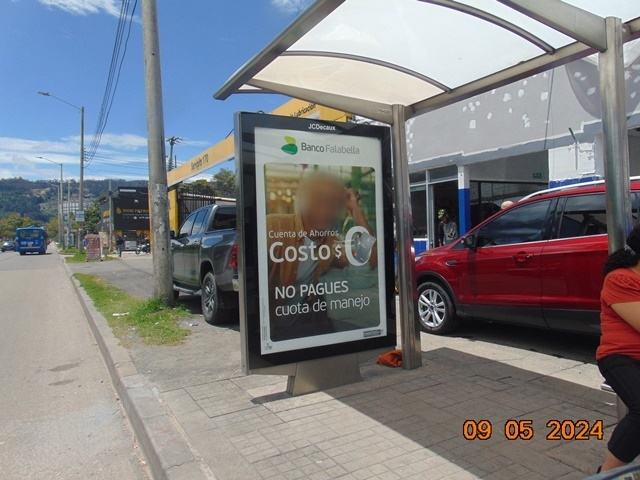 JCDecaux
Banco Falabella
Cuenta de Ahorros
Costo $0
NO PAGUES
cuota de manejo
09 05 2024